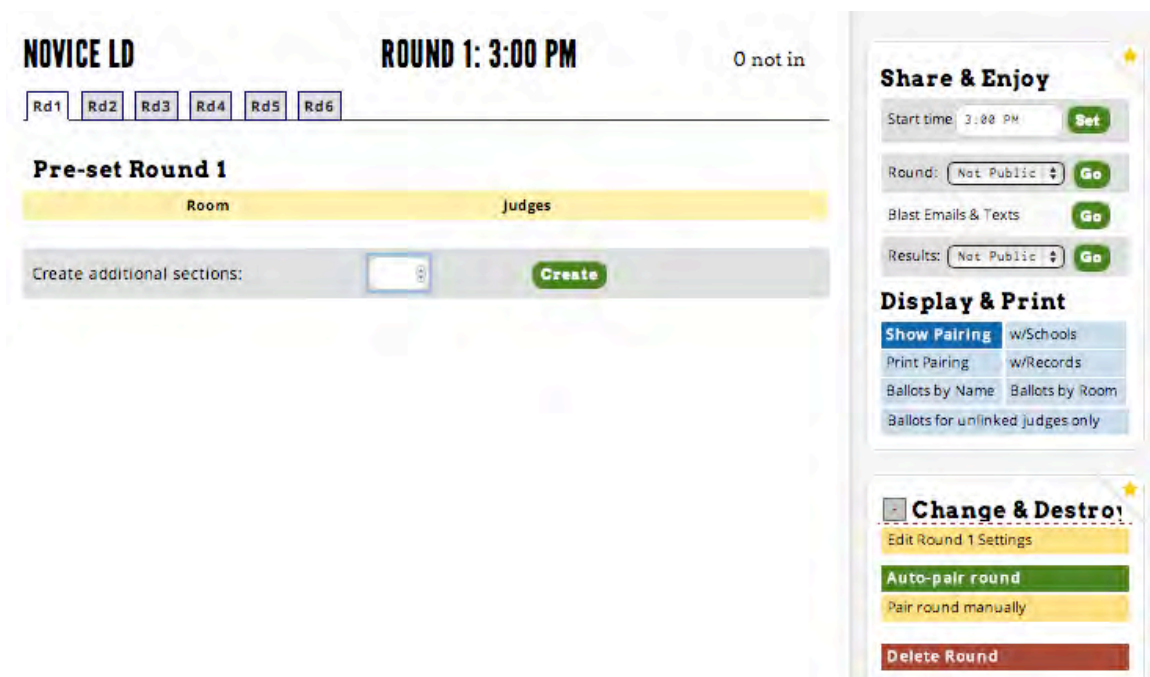 NOVICE LD ROUND 1: 3:00 PM 0 not in
Rd1 Rd2 Rd3 Rd4 Rd5 Rd6
Pre-set Round 1
Room Judges
Create additional sections: Create
Share & Enjoy
Start time 3:00 PM Set
Round: Not Public Go
Blast Emails & Texts Go
Results: Not Public Go
Display & Print
Show Pairing w/Schools
Print Pairing w/Records
Ballots by Name Ballots by Room
Ballots for unlinked judges only
- Change & Destroy
Edit Round 1 Settings
Auto-pair round
Pair round manually
Delete Round